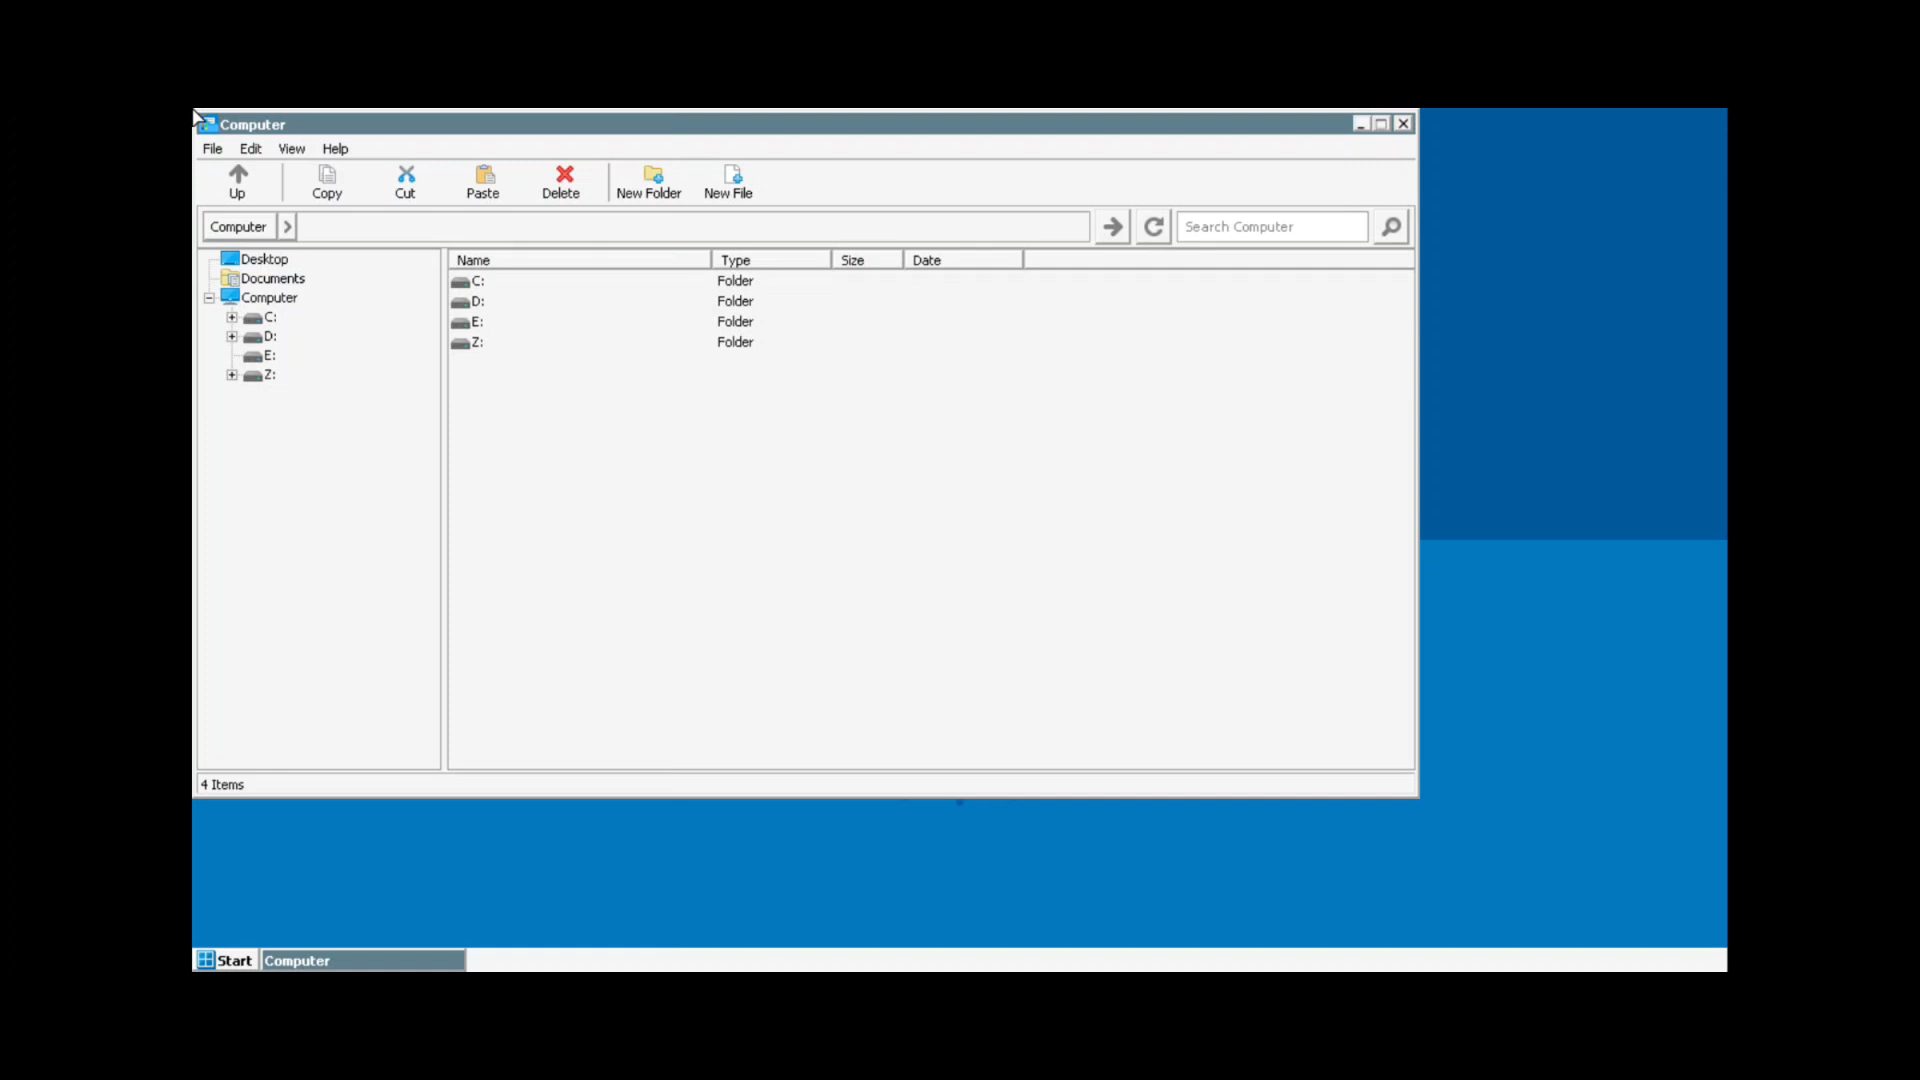 Computer
File Edit View Help
Up Copy Cut Paste Delete New Folder New File
Computer Search Computer
Desktop
Documents
Computer
C:
D:
E:
Z:
Name Type Size Date
C: Folder
D: Folder
E: Folder
Z: Folder
4 Items
Start Computer